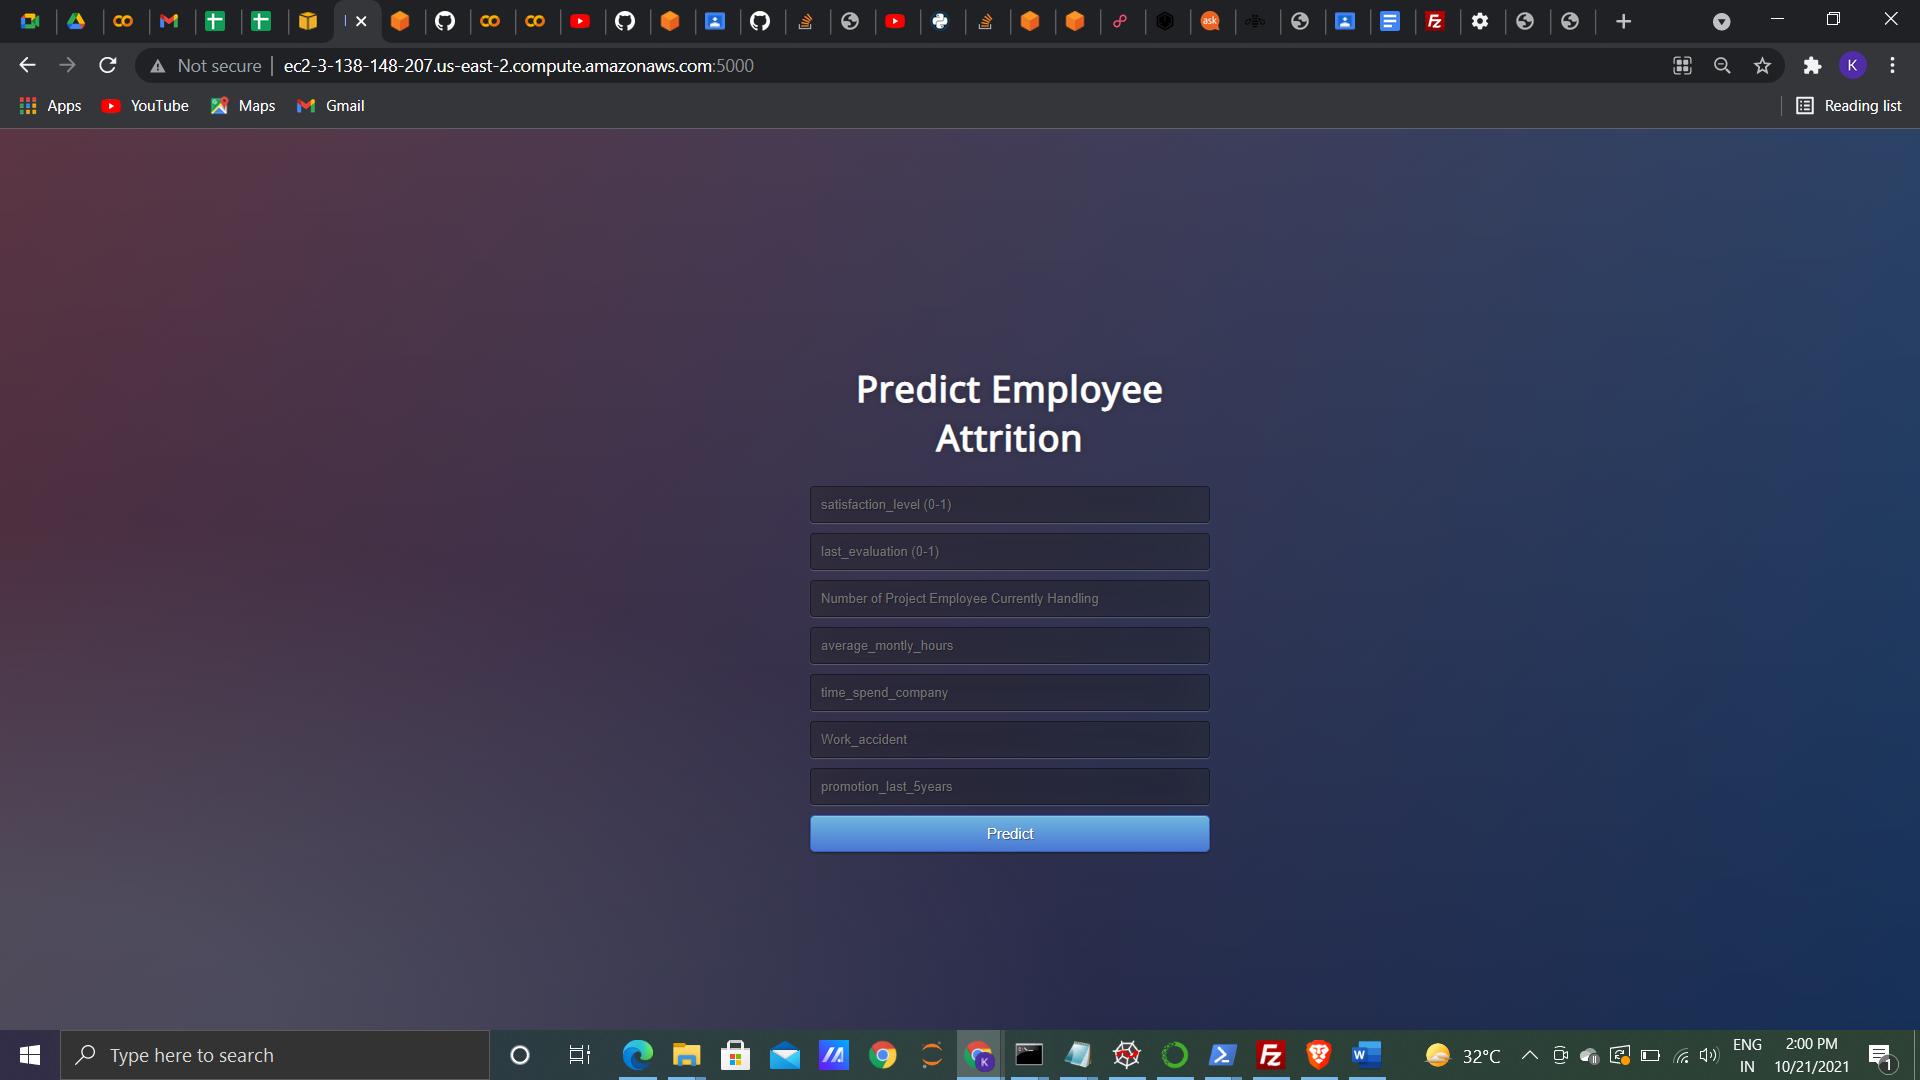 Not secure ec2-3-138-148-207.us-east-2.compute.amazonaws.com:5000
K
Apps YouTube Maps Gmail Reading list
Predict Employee
Attrition
satisfaction_level (0-1)
last_evaluation (0-1)
Number of Project Employee Currently Handling
average_montly_hours
time_spend_company
Work_accident
promotion_last_5years
Predict
Type here to search
32°C
ENG
IN
2:00 PM
10/21/2021
1